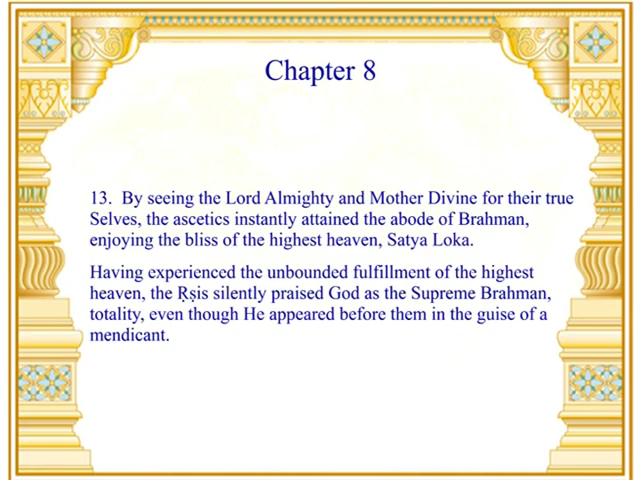 Chapter 8
13. By seeing the Lord Almighty and Mother Divine for their true
Selves, the ascetics instantly attained the abode of Brahman,
enjoying the bliss of the highest heaven, Satya Loka.
Having experienced the unbounded fulfillment of the highest
heaven, the Ṛṣis silently praised God as the Supreme Brahman,
totality, even though He appeared before them in the guise of a
mendicant.